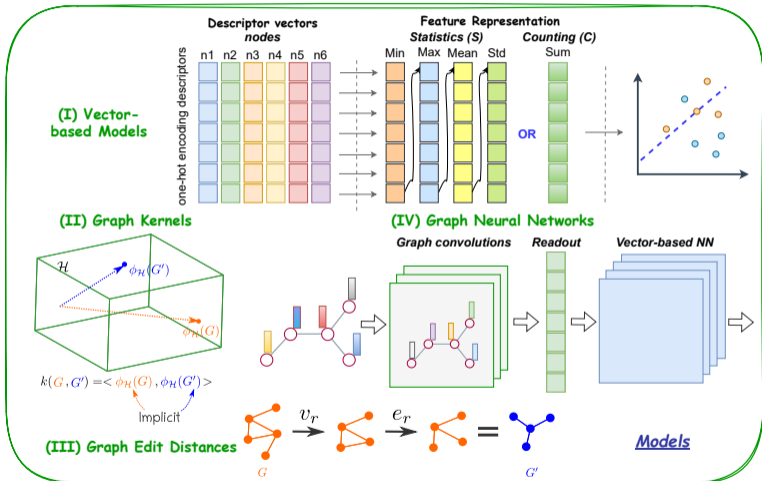 Descriptor vectors
nodes
n1 n2 n3 n4 n5 n6
one-hot encoding descriptors
Feature Representation
Statistics (S)
Counting (C)
Min Max Mean Std
Sum
(I) Vector-
based Models
OR
(II) Graph Kernels
ℋ
ϕℋ(G′)
ϕℋ(G)
k(G, G′) =< ϕℋ(G), ϕℋ(G′) >
Implicit
(IV) Graph Neural Networks
Graph convolutions
Readout
Vector-based NN
(III) Graph Edit Distances
G
v_r
e_r
=
G′
Models